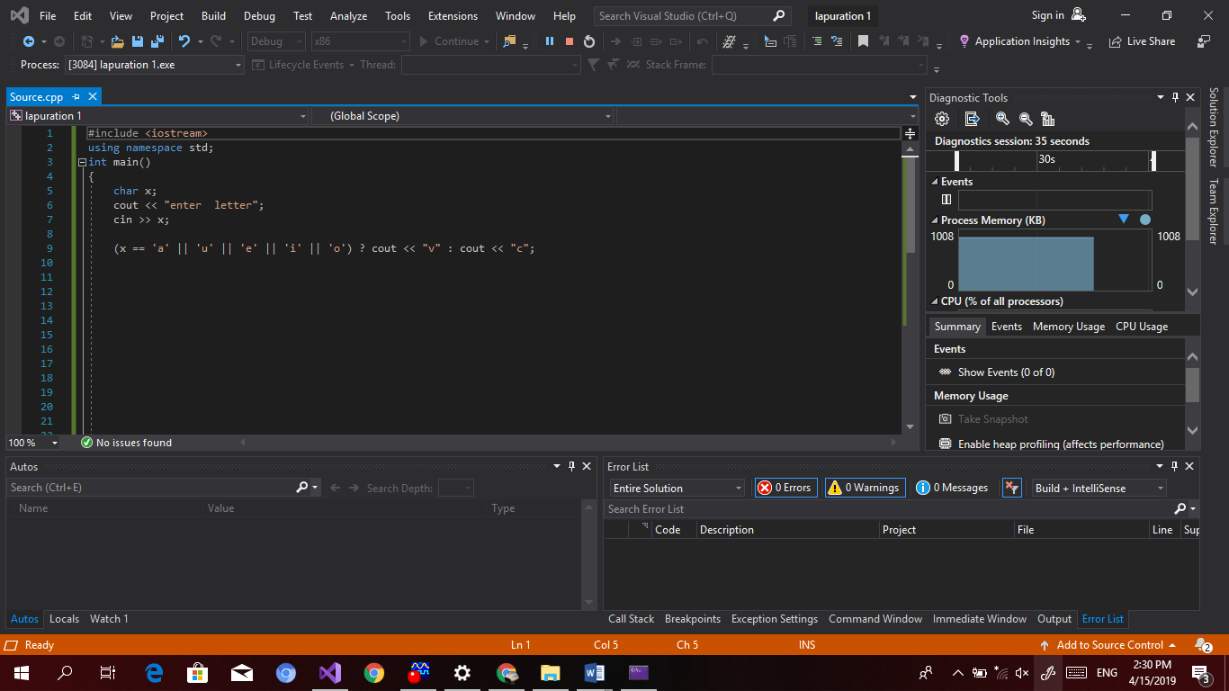 File Edit View Project Build Debug Test Analyze Tools Extensions Window Help Search Visual Studio (Ctrl+Q) lapuration 1 Sign in
Debug x86 Continue Application Insights Live Share
Process: [3084] lapuration 1.exe Lifecycle Events Thread: Stack Frame:
Source.cpp
lapuration 1 (Global Scope)
1 #include <iostream>
2 using namespace std;
3 int main()
4 {
5 char x;
6 cout << "enter  letter";
7 cin >> x;
8
9 (x == 'a' || 'u' || 'e' || 'i' || 'o') ? cout << "v" : cout << "c";
10
11
12
13
14
15
16
17
18
19
20
21
100 % No issues found
Diagnostic Tools
Diagnostics session: 35 seconds
30s
Events
Process Memory (KB)
1008 1008
0 0
CPU (% of all processors)
Summary Events Memory Usage CPU Usage
Events
Show Events (0 of 0)
Memory Usage
Take Snapshot
Enable heap profiling (affects performance)
Solution Explorer
Team Explorer
Autos
Search (Ctrl+E) Search Depth:
Name Value Type
Autos Locals Watch 1
Error List
Entire Solution 0 Errors 0 Warnings 0 Messages Build + IntelliSense
Search Error List
Code Description Project File Line Sup
Call Stack Breakpoints Exception Settings Command Window Immediate Window Output Error List
Ready Ln 1 Col 5 Ch 5 INS Add to Source Control 2
ENG 2:30 PM
4/15/2019 3